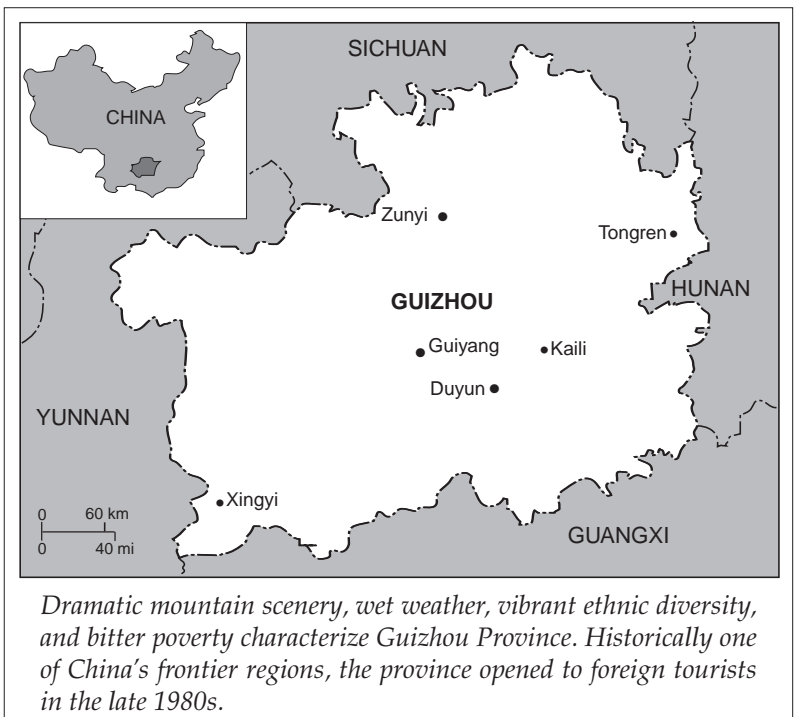 SICHUAN
CHINA
Zunyi
Tongren
GUIZHOU
HUNAN
Guiyang
Kaili
Duyun
YUNNAN
Xingyi
0 60 km
0 40 mi
GUANGXI
Dramatic mountain scenery, wet weather, vibrant ethnic diversity,
and bitter poverty characterize Guizhou Province. Historically one
of China's frontier regions, the province opened to foreign tourists
in the late 1980s.